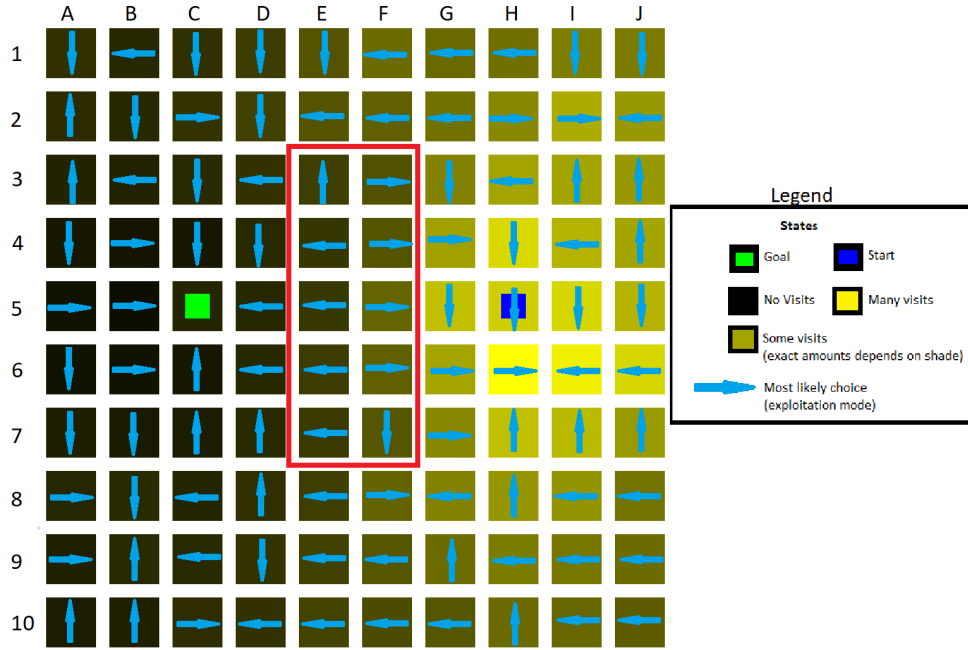 A B C D E F G H I J
1
2
3
Legend
4
States
Goal
Start
5
No Visits
Many visits
Some visits
(exact amounts depends on shade)
6
Most likely choice
(exploitation mode)
7
8
9
10